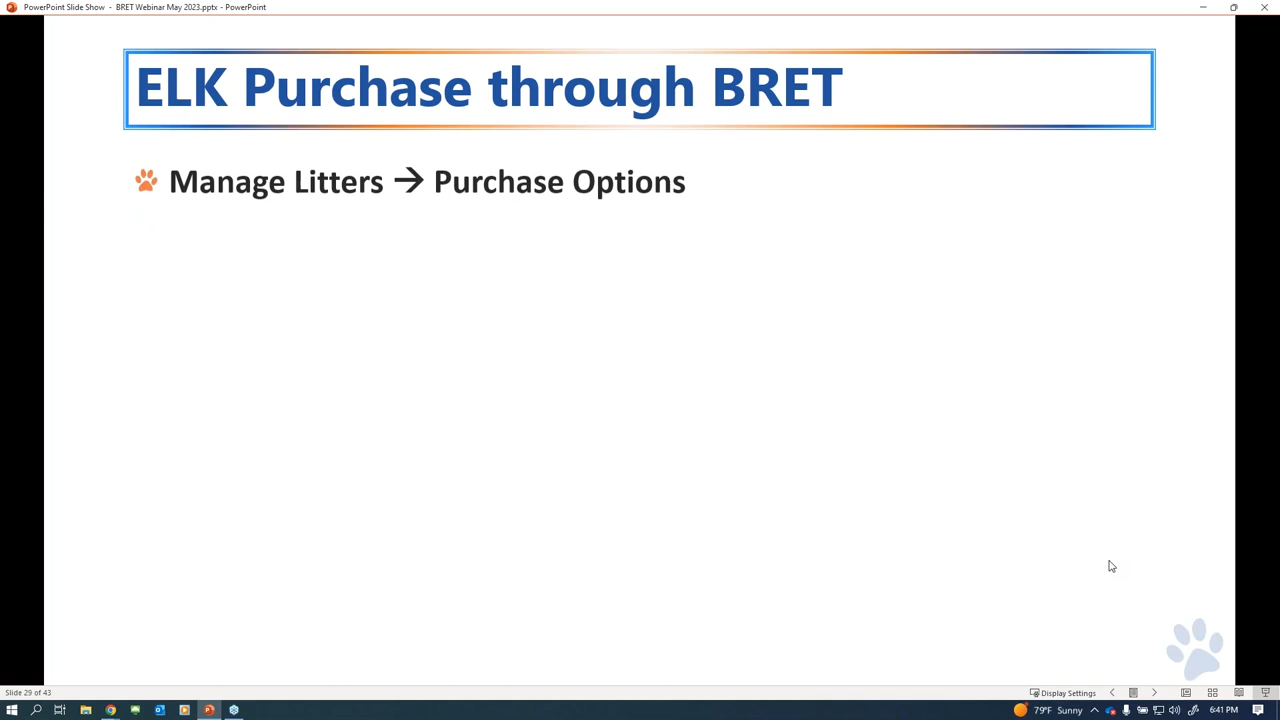 PowerPoint Slide Show - BRET Webinar May 2023.pptx - PowerPoint
ELK Purchase through BRET
Manage Litters → Purchase Options
Slide 29 of 43
Display Settings
79°F Sunny
6:41 PM